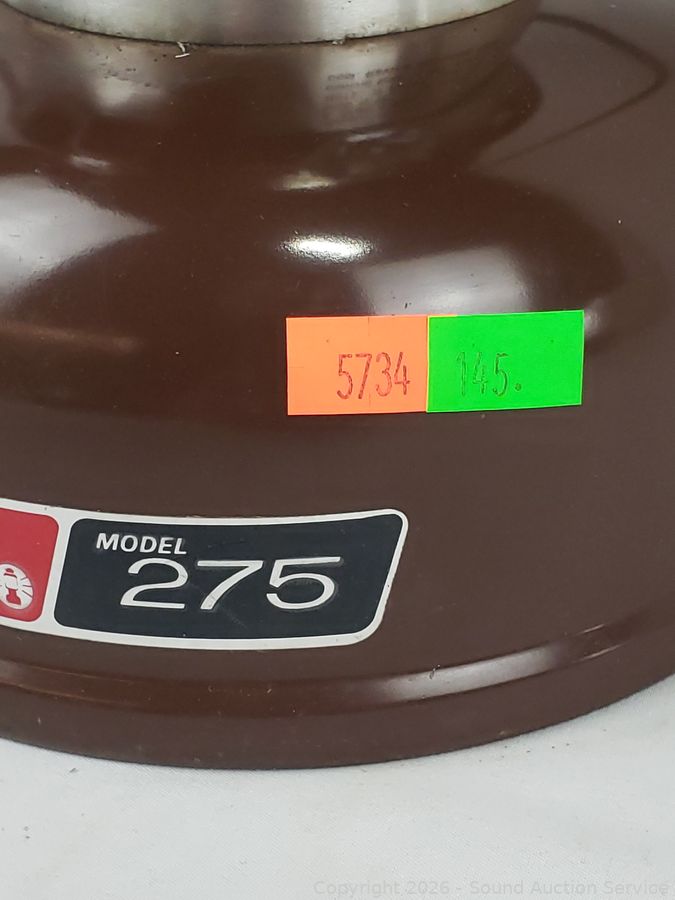 5734 145.
MODEL
275
Copyright 2026 - Sound Auction Service